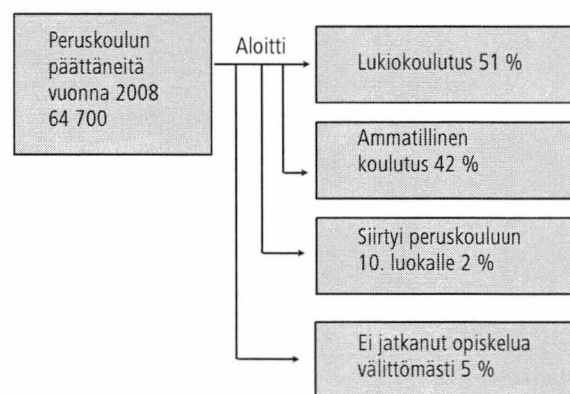 Peruskoulun
päättäneitä
vuonna 2008
64 700
Aloitti
Lukiokoulutus 51 %
Ammatillinen
koulutus 42 %
Siirtyi peruskouluun
10. luokalle 2 %
Ei jatkanut opiskelua
välittömästi 5 %